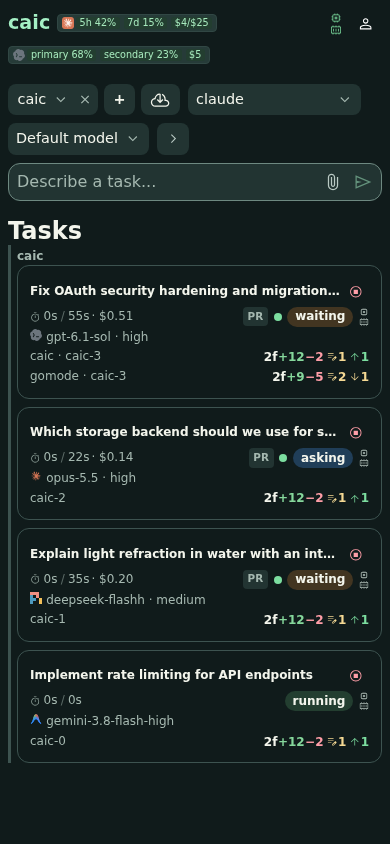 caic 5h 42% 7d 15% $4/$25
primary 68% secondary 23% $5
caic × + claude
Default model >
Describe a task...
Tasks
caic
Fix OAuth security hardening and migration…
0s / 55s · $0.51 PR waiting
gpt-6.1-sol · high
caic · caic-3 2f+12−2 1 ↑1
gomode · caic-3 2f+9−5 2 ↓1
Which storage backend should we use for s…
0s / 22s · $0.14 PR asking
opus-5.5 · high
caic-2 2f+12−2 1 ↑1
Explain light refraction in water with an int…
0s / 35s · $0.20 PR waiting
deepseek-flashh · medium
caic-1 2f+12−2 1 ↑1
Implement rate limiting for API endpoints
0s / 0s running
gemini-3.8-flash-high
caic-0 2f+12−2 1 ↑1